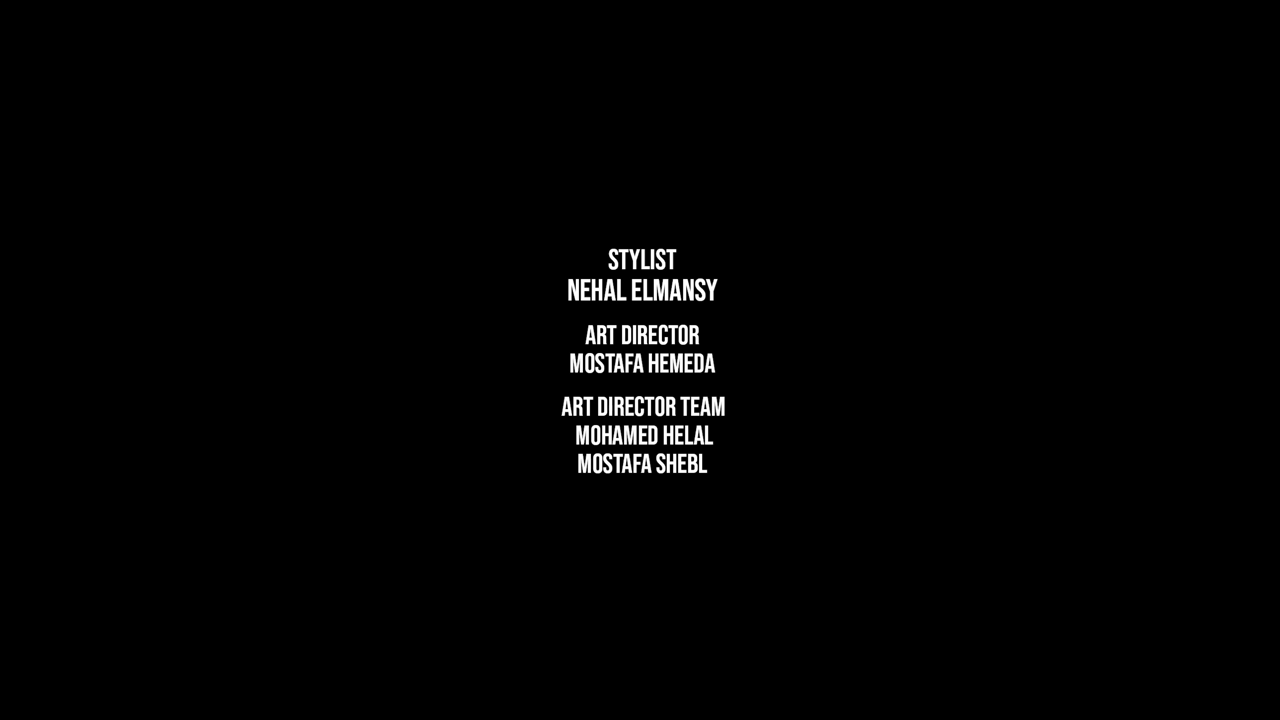 STYLIST
NEHAL ELMANSY
ART DIRECTOR
MOSTAFA HEMEDA
ART DIRECTOR TEAM
MOHAMED HELAL
MOSTAFA SHEBL